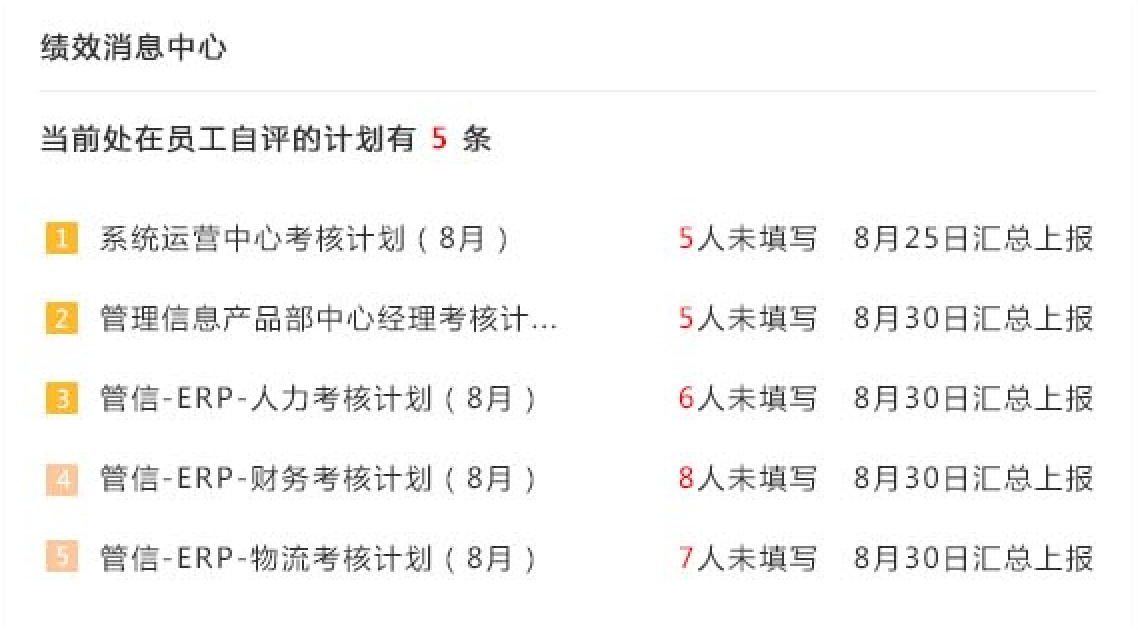 绩效消息中心
当前处在员工自评的计划有 5 条
1 系统运营中心考核计划（8月） 5人未填写 8月25日汇总上报
2 管理信息产品部中心经理考核计... 5人未填写 8月30日汇总上报
3 管信-ERP-人力考核计划（8月） 6人未填写 8月30日汇总上报
4 管信-ERP-财务考核计划（8月） 8人未填写 8月30日汇总上报
5 管信-ERP-物流考核计划（8月） 7人未填写 8月30日汇总上报